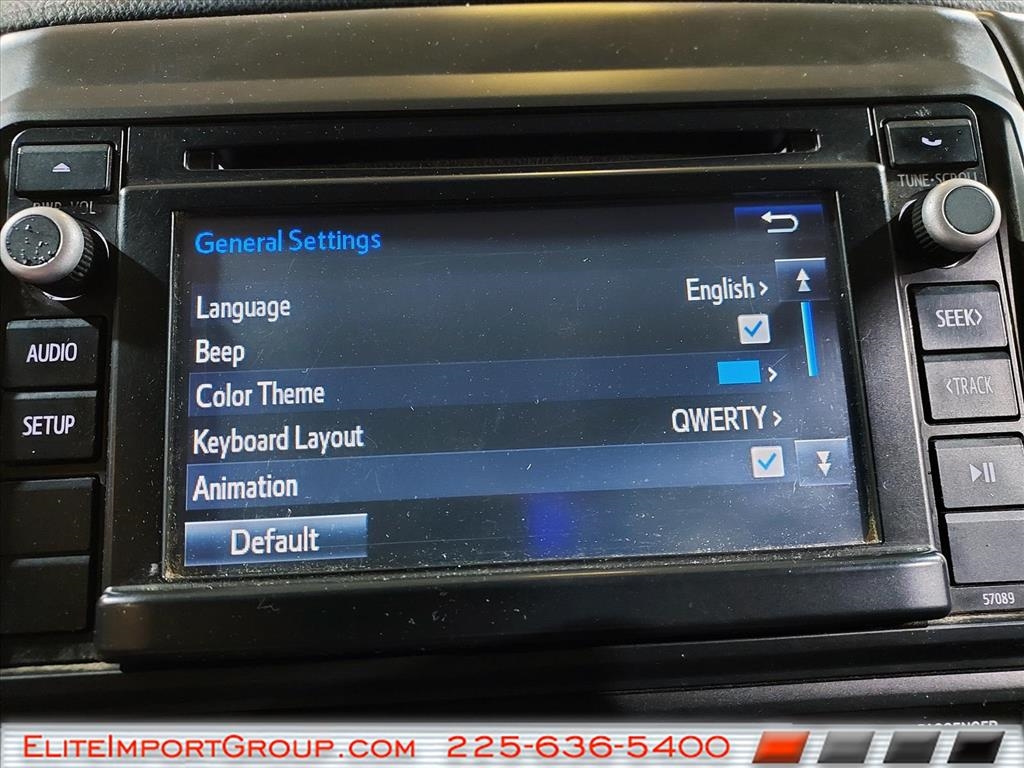 PWR·VOL
TUNE·SCROLL
General Settings
Language English >
Beep
Color Theme >
Keyboard Layout QWERTY >
Animation
Default
AUDIO
SETUP
SEEK>
<TRACK
57089
PASSENGER
EliteImportGroup.com 225-636-5400